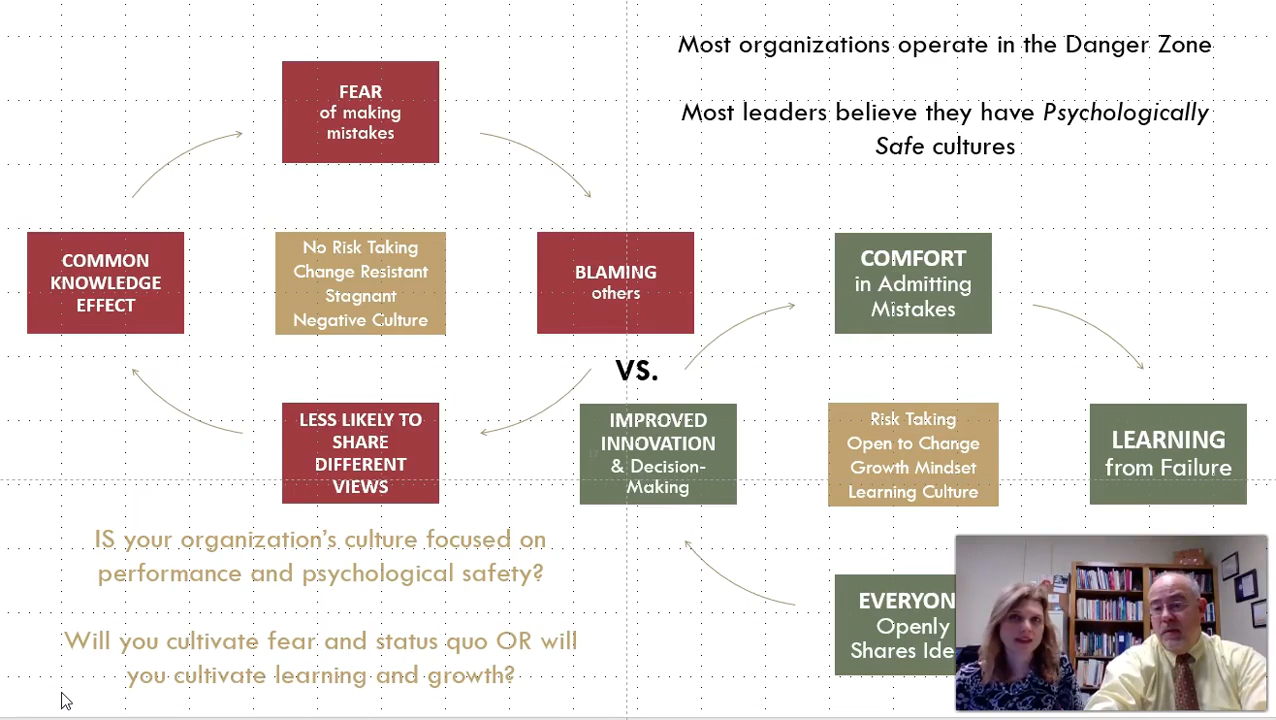 Most organizations operate in the Danger Zone
Most leaders believe they have Psychologically
Safe cultures
FEAR
of making
mistakes
COMMON
KNOWLEDGE
EFFECT
No Risk Taking
Change Resistant
Stagnant
Negative Culture
BLAMING
others
LESS LIKELY TO
SHARE
DIFFERENT
VIEWS
VS.
COMFORT
in Admitting
Mistakes
IMPROVED
INNOVATION
& Decision-
Making
Risk Taking
Open to Change
Growth Mindset
Learning Culture
LEARNING
from Failure
EVERYON
Openly
Shares Ide
IS your organization's culture focused on
performance and psychological safety?
Will you cultivate fear and status quo OR will
you cultivate learning and growth?